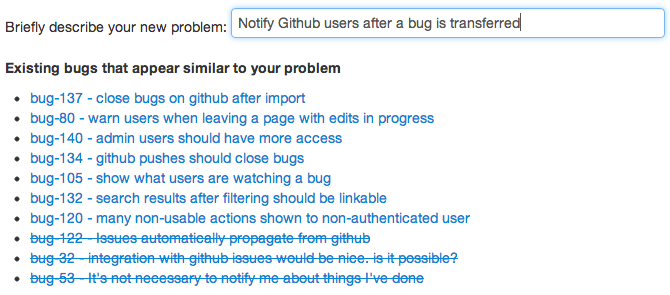 Briefly describe your new problem: Notify Github users after a bug is transferred
Existing bugs that appear similar to your problem
bug-137 - close bugs on github after import
bug-80 - warn users when leaving a page with edits in progress
bug-140 - admin users should have more access
bug-134 - github pushes should close bugs
bug-105 - show what users are watching a bug
bug-132 - search results after filtering should be linkable
bug-120 - many non-usable actions shown to non-authenticated user
bug-122 - Issues automatically propagate from github
bug-32 - integration with github issues would be nice. is it possible?
bug-53 - It's not necessary to notify me about things I've done